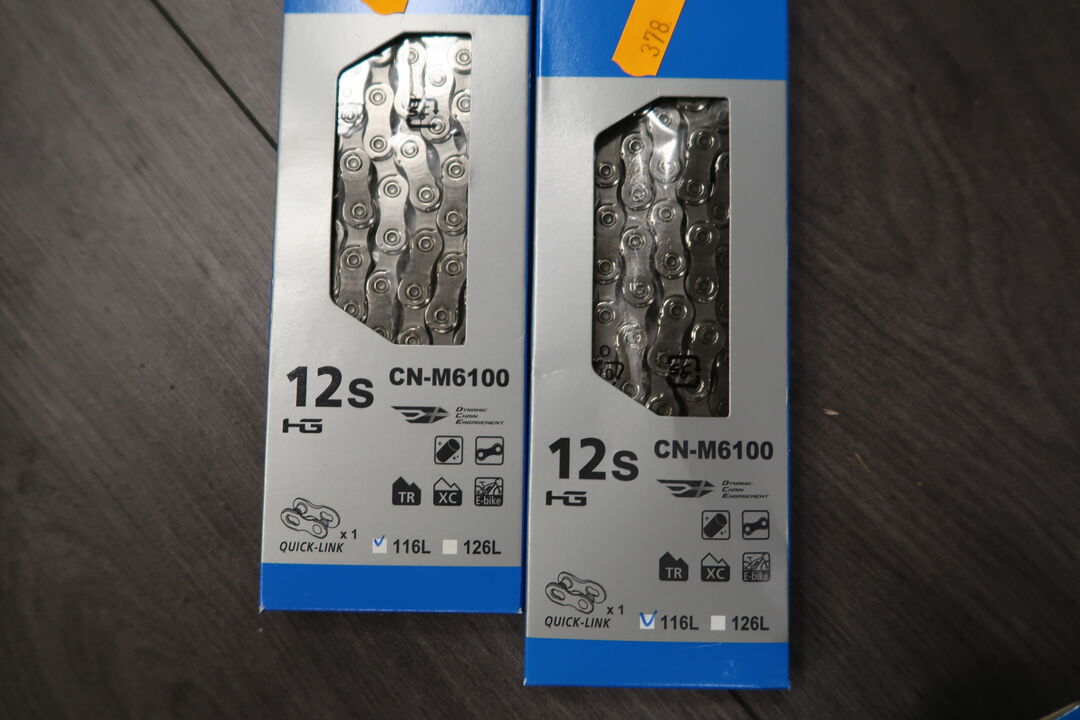 12s CN-M6100
HG
DYNAMIC
CHAIN
ENGAGEMENT
TR XC E-bike
x 1
QUICK-LINK
116L 126L
378.
12s CN-M6100
HG
DYNAMIC
CHAIN
ENGAGEMENT
TR XC E-bike
x 1
QUICK-LINK
116L 126L